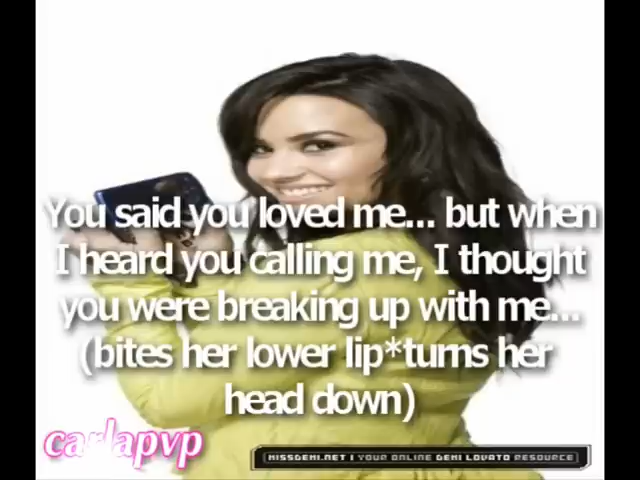 You said you loved me... but when
I heard you calling me, I thought
you were breaking up with me...
(bites her lower lip*turns her
head down)
carlapvp
(MISSDEMI.NET | YOUR ONLINE DEMI LOVATO RESOURCE)